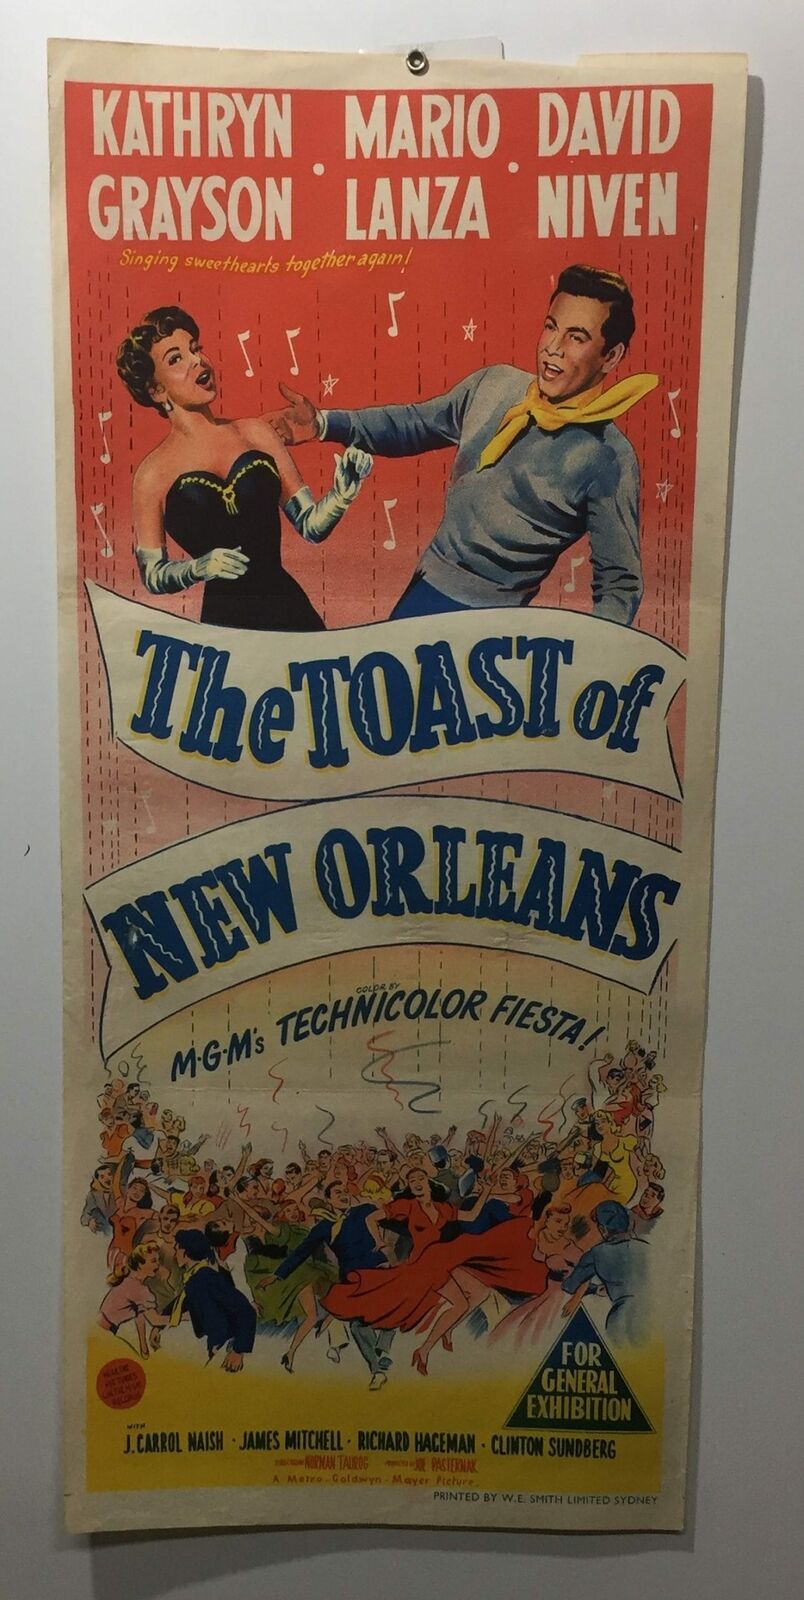 KATHRYN GRAYSON · MARIO LANZA · DAVID NIVEN
Singing sweethearts together again!
The TOAST of
NEW ORLEANS
COLOR BY
M·G·M's TECHNICOLOR FIESTA!
FOR
GENERAL
EXHIBITION
WITH
J. CARROL NAISH · JAMES MITCHELL · RICHARD HAGEMAN · CLINTON SUNDBERG
DIRECTED BY NORMAN TAUROG PRODUCED BY JOE PASTERNAK
A Metro-Goldwyn-Mayer Picture
PRINTED BY W.E. SMITH LIMITED SYDNEY